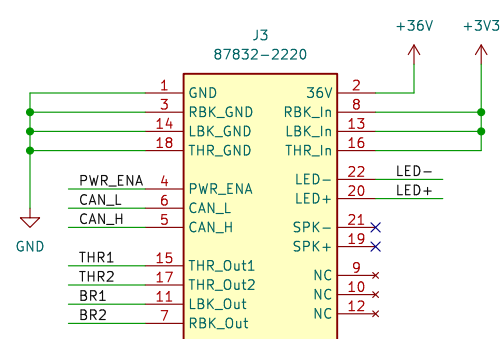 J3
87832-2220
+36V
+3V3
1 GND 36V 2
3 RBK_GND RBK_In 8
14 LBK_GND LBK_In 13
18 THR_GND THR_In 16
LED- 22 LED-
PWR_ENA 4 PWR_ENA LED+ 20 LED+
CAN_L 6 CAN_L
CAN_H 5 CAN_H SPK- 21
SPK+ 19
GND
THR1 15 THR_Out1 NC 9
THR2 17 THR_Out2 NC 10
BR1 11 LBK_Out NC 12
BR2 7 RBK_Out